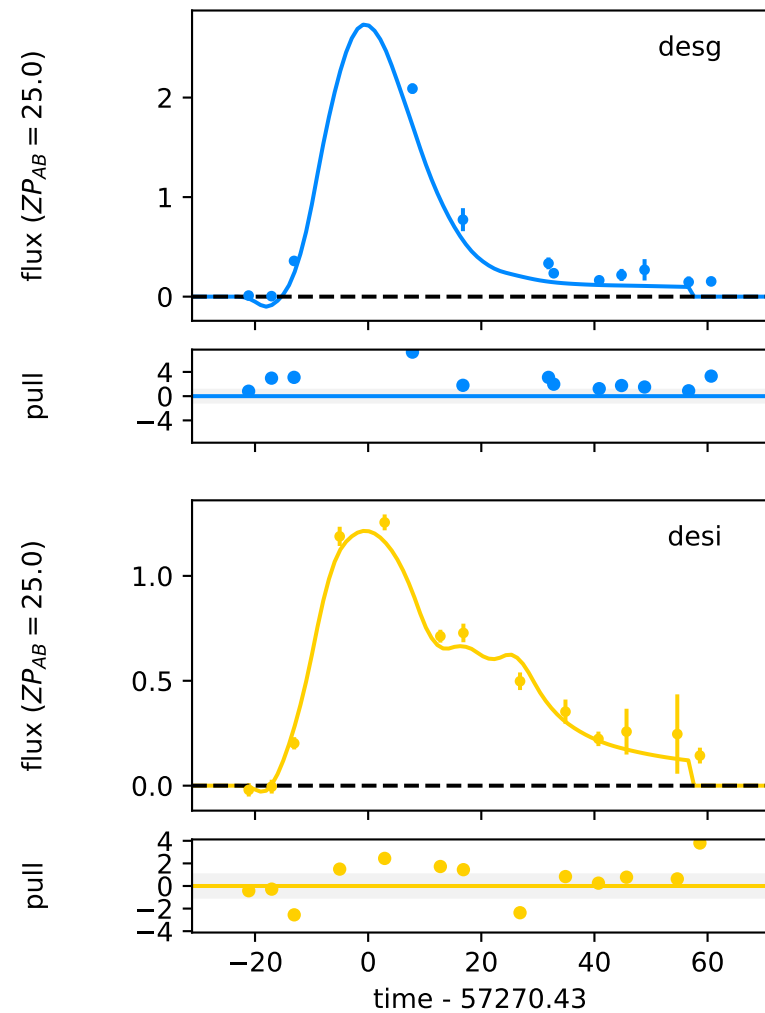 desg
flux (ZP_AB = 25.0)
2
1
0
pull
4
0
−4
desi
flux (ZP_AB = 25.0)
1.0
0.5
0.0
pull
4
2
0
−2
−4
−20 0 20 40 60
time - 57270.43